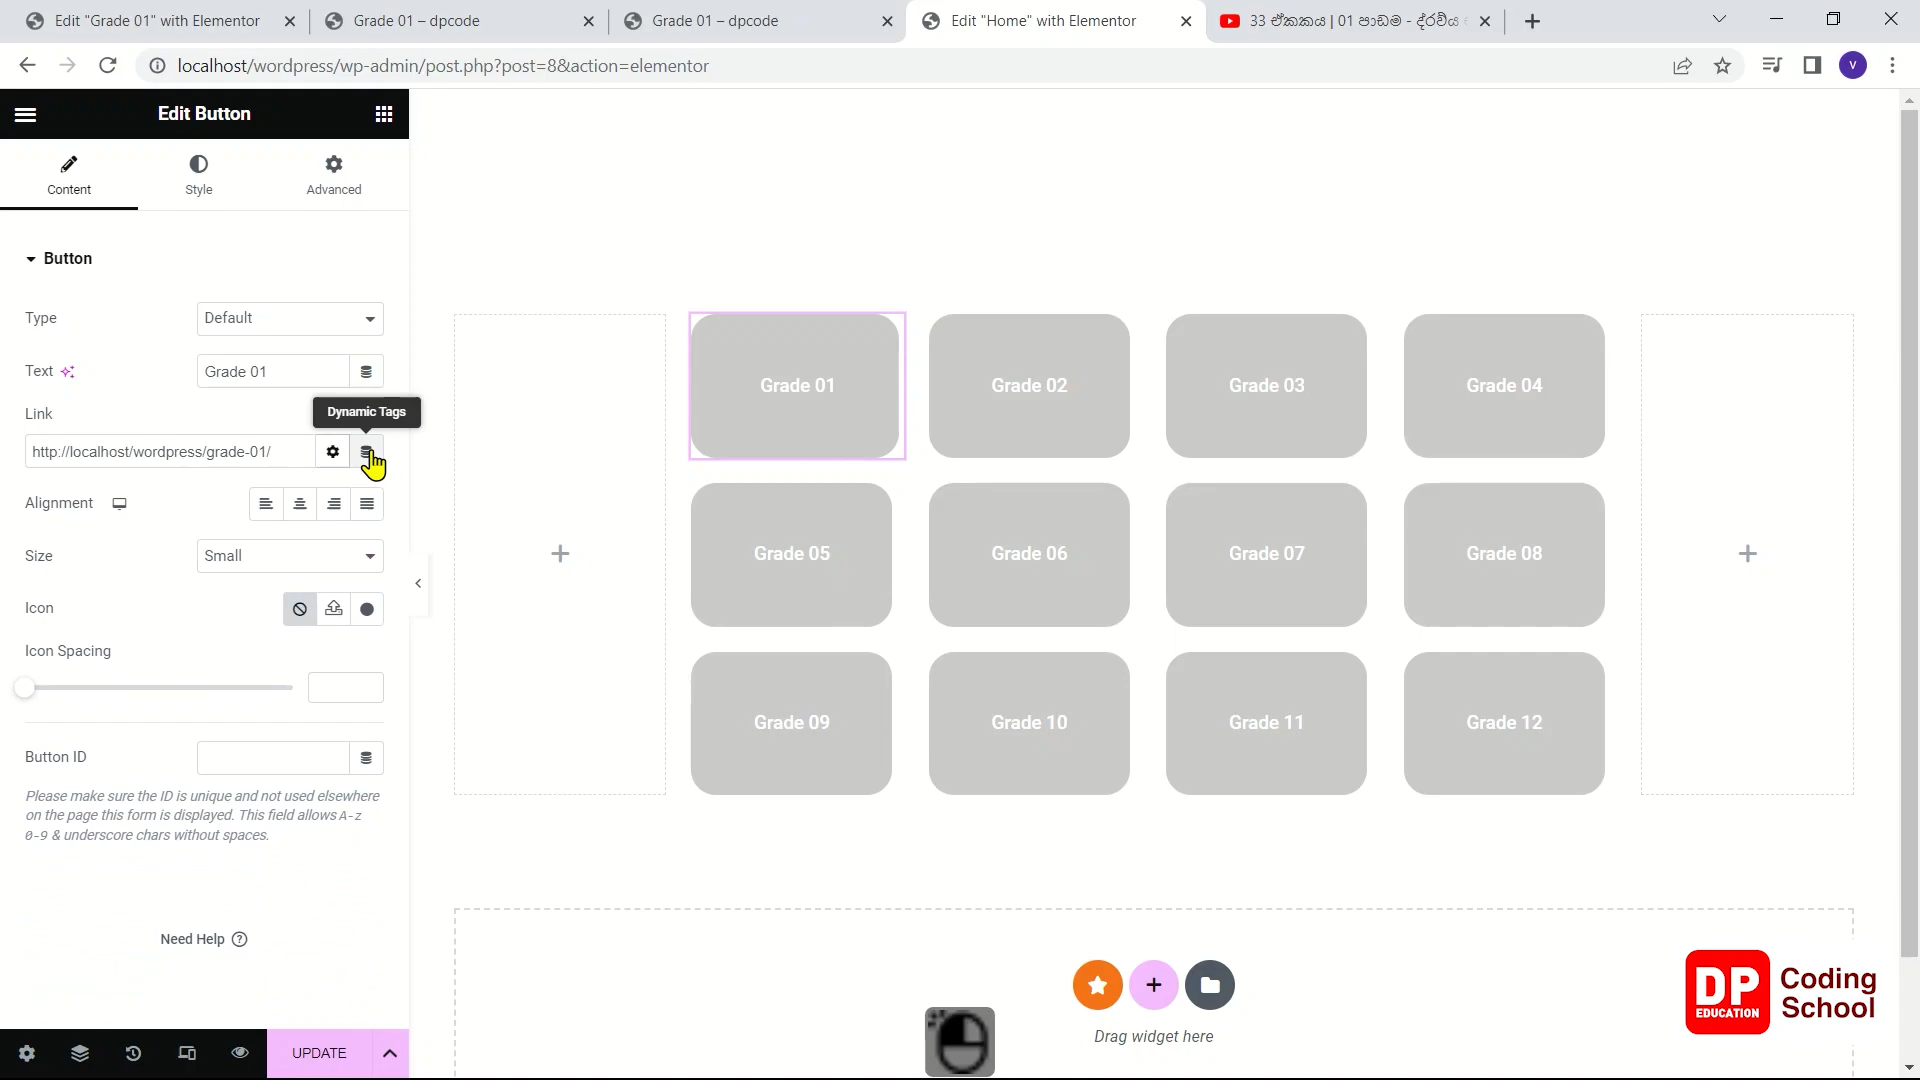 Edit "Grade 01" with Elementor
Grade 01 – dpcode
Grade 01 – dpcode
Edit "Home" with Elementor
33 ඒකකය | 01 පාඩම - ද්රව්ය
localhost/wordpress/wp-admin/post.php?post=8&action=elementor
V
Edit Button
Content
Style
Advanced
Button
Type
Default
Text
Grade 01
Link
Dynamic Tags
http://localhost/wordpress/grade-01/
Alignment
Size
Small
Icon
Icon Spacing
Button ID
Please make sure the ID is unique and not used elsewhere
on the page this form is displayed. This field allows A-z
0-9 & underscore chars without spaces.
Need Help
UPDATE
Grade 01
Grade 02
Grade 03
Grade 04
Grade 05
Grade 06
Grade 07
Grade 08
Grade 09
Grade 10
Grade 11
Grade 12
Drag widget here
DP
EDUCATION
Coding
School